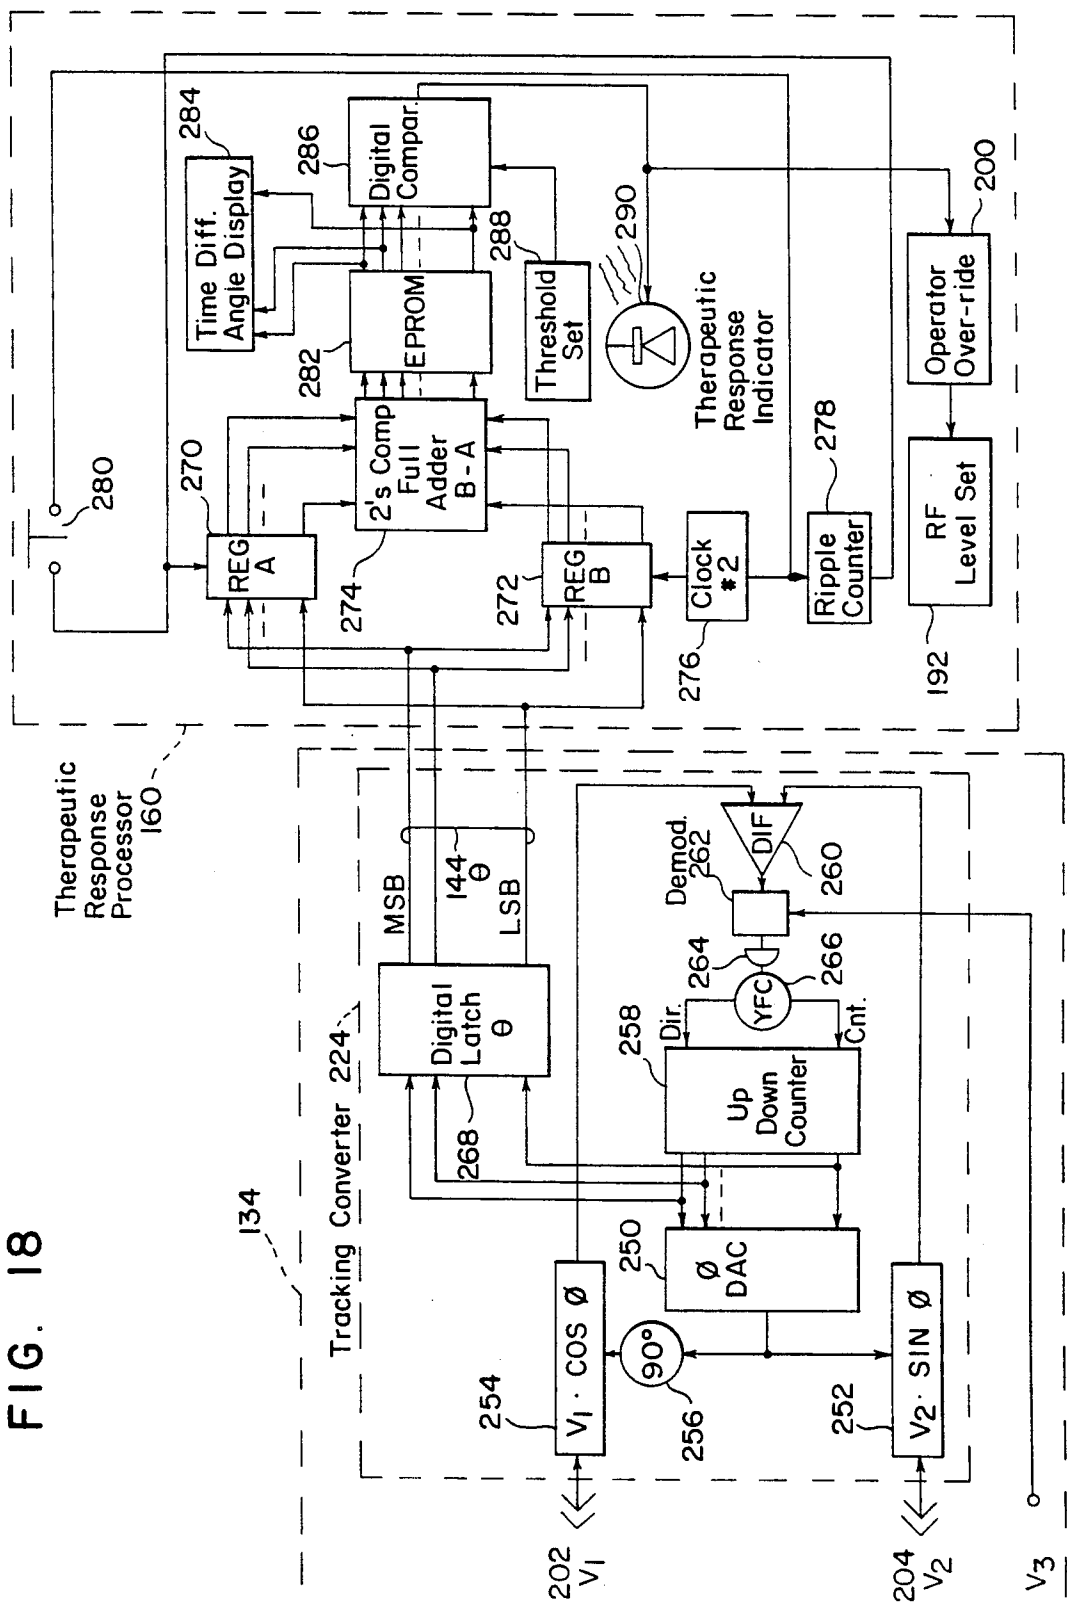 FIG. 18
134
Tracking Converter 224
Therapeutic
Response
Processor
160
202
V1
204
V2
V3
254
V1 · COS Ø
90°
256
252
V2 · SIN Ø
250
Ø
DAC
258
Up
Down
Counter
Dir.
Cnt.
YFC
266
264
Demod.
262
DIF
260
268
Digital
Latch
θ
MSB
144
θ
LSB
280
270
REG
A
274
2's Comp
Full
Adder
B - A
272
REG
B
276
Clock
#2
278
Ripple
Counter
282
EPROM
284
Time Diff.
Angle Display
286
Digital
Compar.
288
Threshold
Set
290
Therapeutic
Response
Indicator
200
Operator
Over-ride
192
RF
Level Set